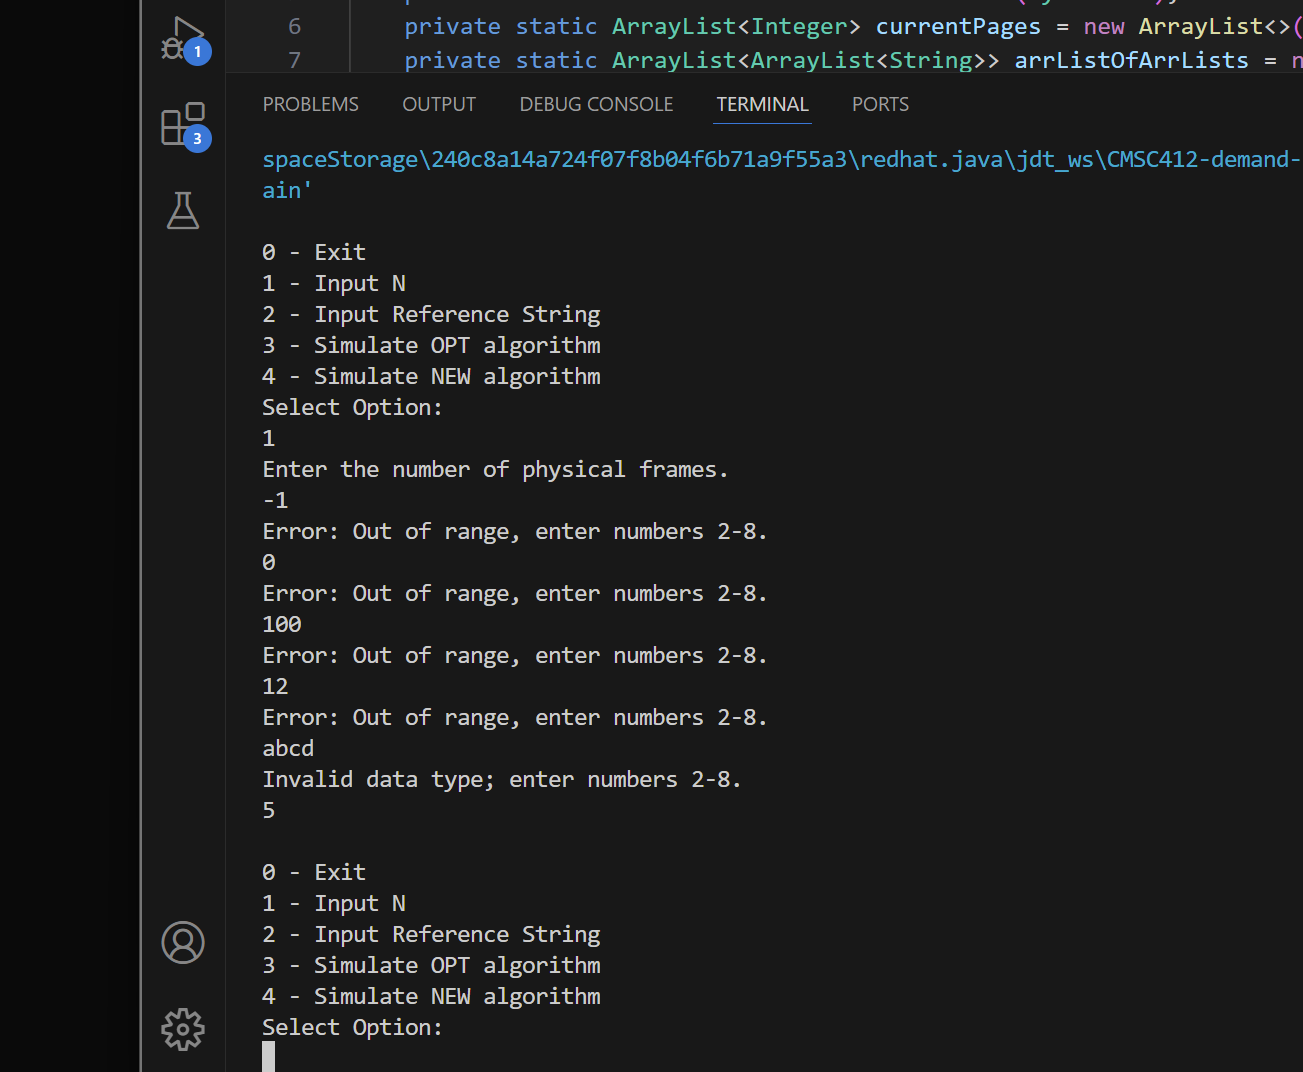 6 private static ArrayList<Integer> currentPages = new ArrayList<>(
7 private static ArrayList<ArrayList<String>> arrListOfArrLists =
1
3
PROBLEMS OUTPUT DEBUG CONSOLE TERMINAL PORTS
spaceStorage\240c8a14a724f07f8b04f6b71a9f55a3\redhat.java\jdt_ws\CMSC412-demand-
ain'
0 - Exit
1 - Input N
2 - Input Reference String
3 - Simulate OPT algorithm
4 - Simulate NEW algorithm
Select Option:
1
Enter the number of physical frames.
-1
Error: Out of range, enter numbers 2-8.
0
Error: Out of range, enter numbers 2-8.
100
Error: Out of range, enter numbers 2-8.
12
Error: Out of range, enter numbers 2-8.
abcd
Invalid data type; enter numbers 2-8.
5
0 - Exit
1 - Input N
2 - Input Reference String
3 - Simulate OPT algorithm
4 - Simulate NEW algorithm
Select Option: